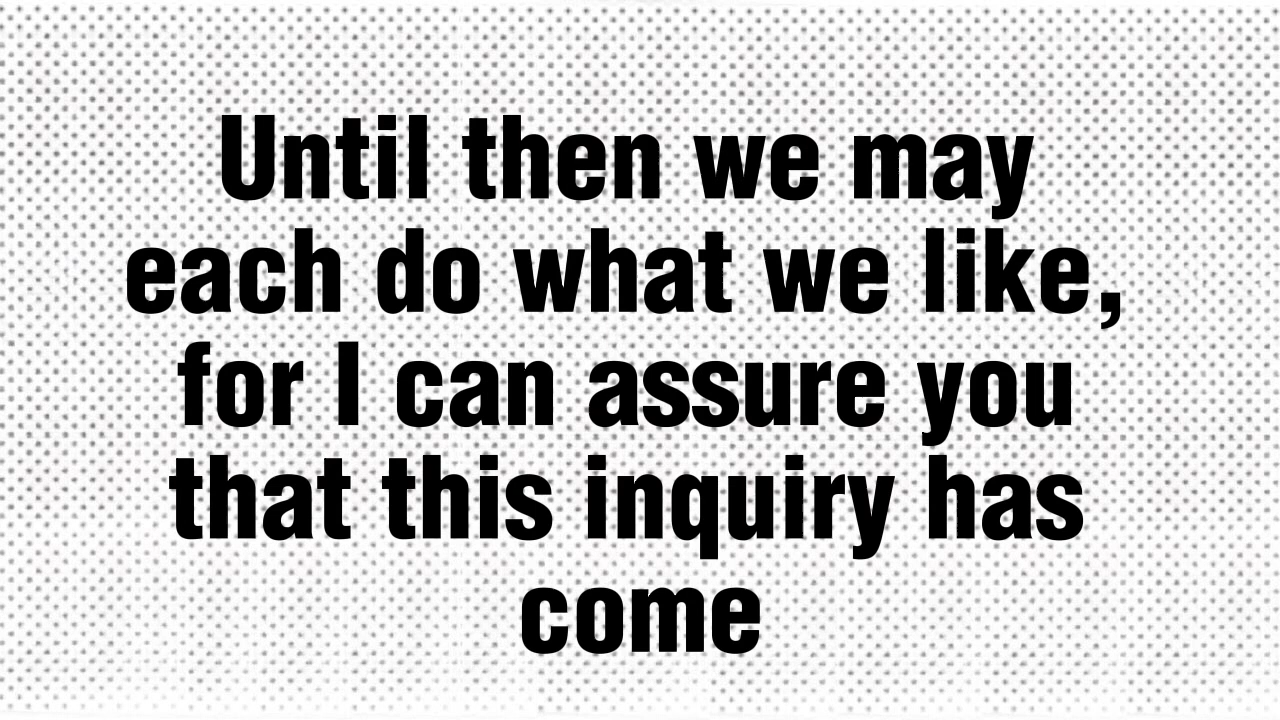 Until then we may
each do what we like,
for I can assure you
that this inquiry has
come